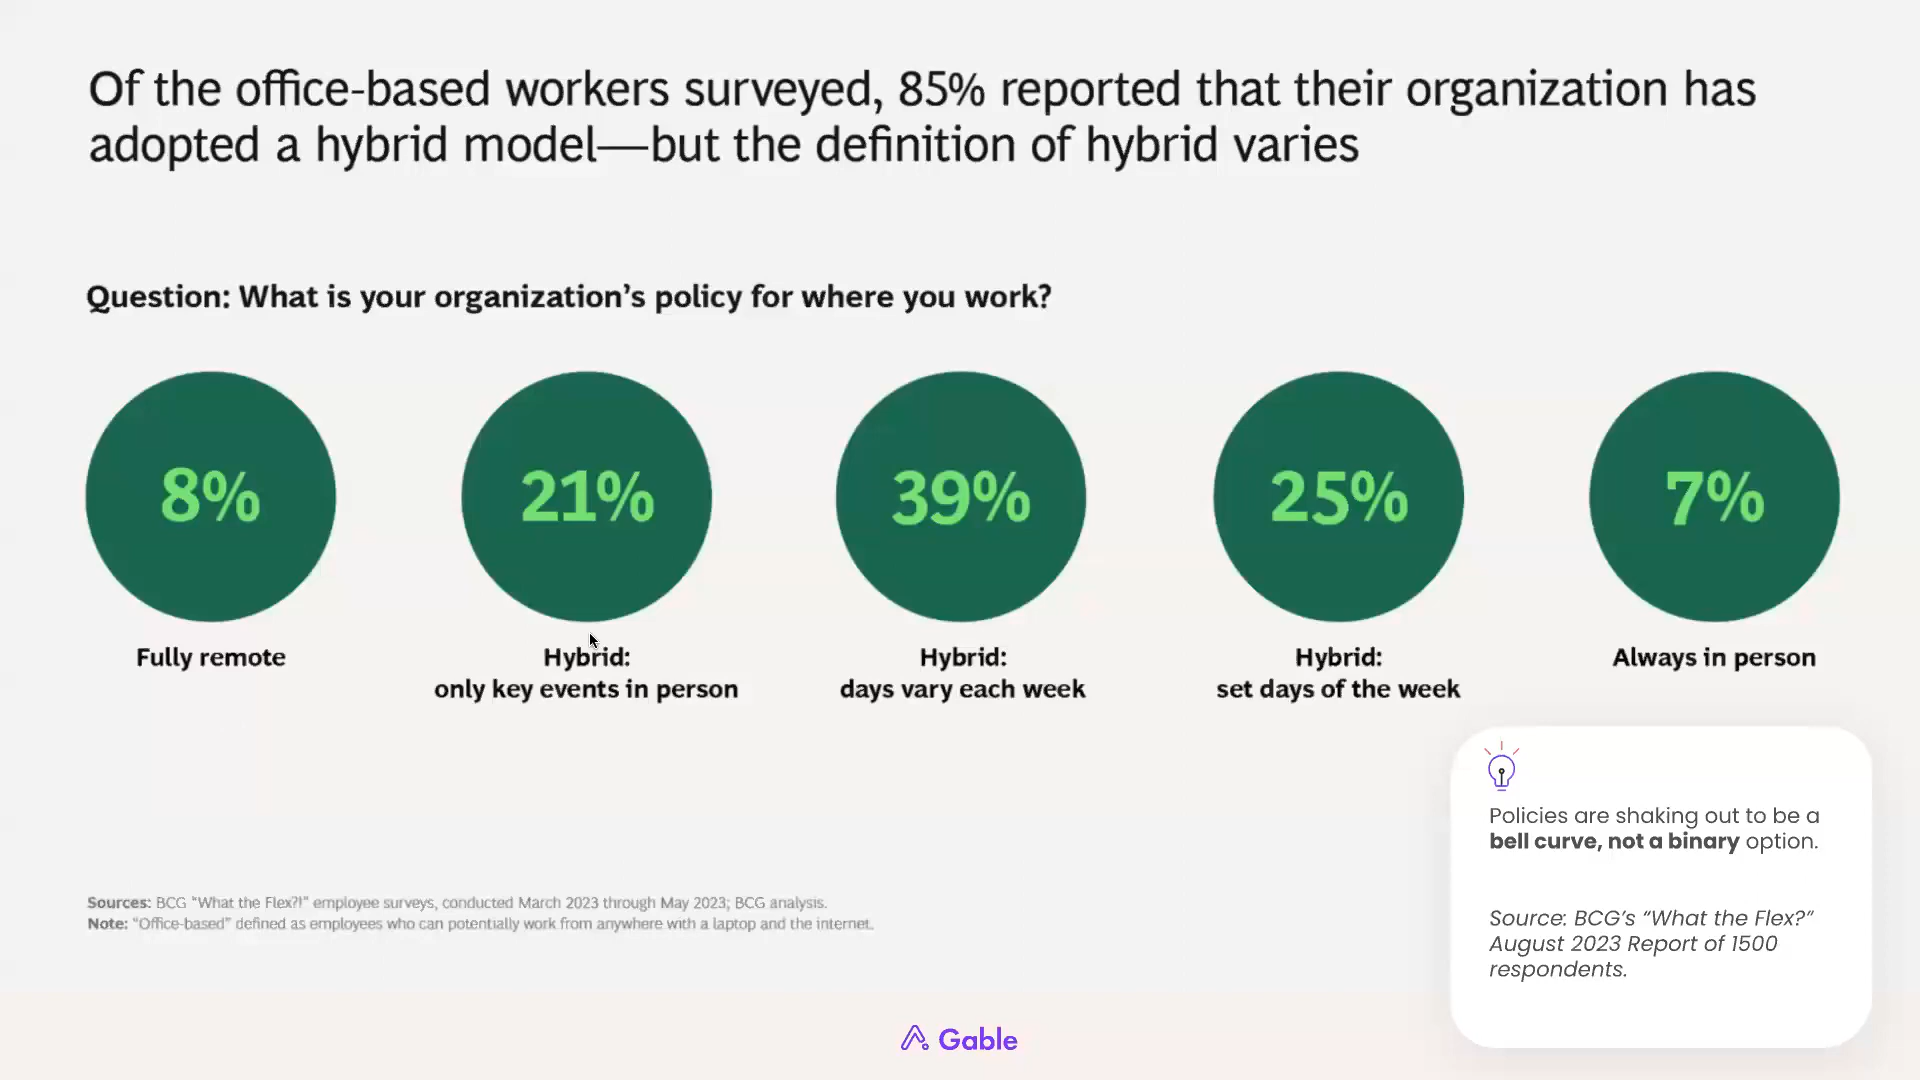 Of the office-based workers surveyed, 85% reported that their organization has
adopted a hybrid model—but the definition of hybrid varies
Question: What is your organization’s policy for where you work?
8%
21%
39%
25%
7%
Fully remote
Hybrid:
only key events in person
Hybrid:
days vary each week
Hybrid:
set days of the week
Always in person
Policies are shaking out to be a
bell curve, not a binary option.
Source: BCG’s “What the Flex?”
August 2023 Report of 1500
respondents.
Sources: BCG “What the Flex?!” employee surveys, conducted March 2023 through May 2023; BCG analysis.
Note: “Office-based” defined as employees who can potentially work from anywhere with a laptop and the internet.
Gable